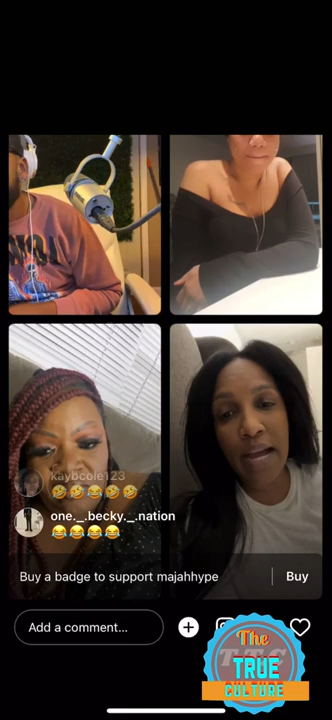 kaybcole123
🤣🤣😂🤣🤣
one._.becky._.nation
😂😂😂😂
Buy a badge to support majahhype
Buy
Add a comment...
The
TRUE
CULTURE